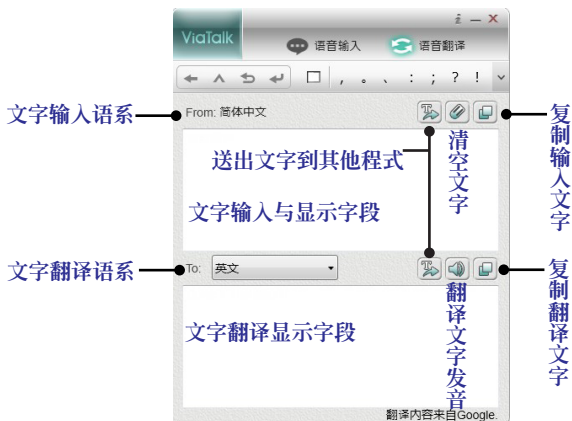 ViaTalk
i － ×
语音输入 语音翻译
， 。 、 : ; ? !
文字输入语系
From: 简体中文
复制输入文字
清空文字
送出文字到其他程式
文字输入与显示字段
文字翻译语系
To: 英文
复制翻译文字
翻译文字发音
文字翻译显示字段
翻译内容来自Google.